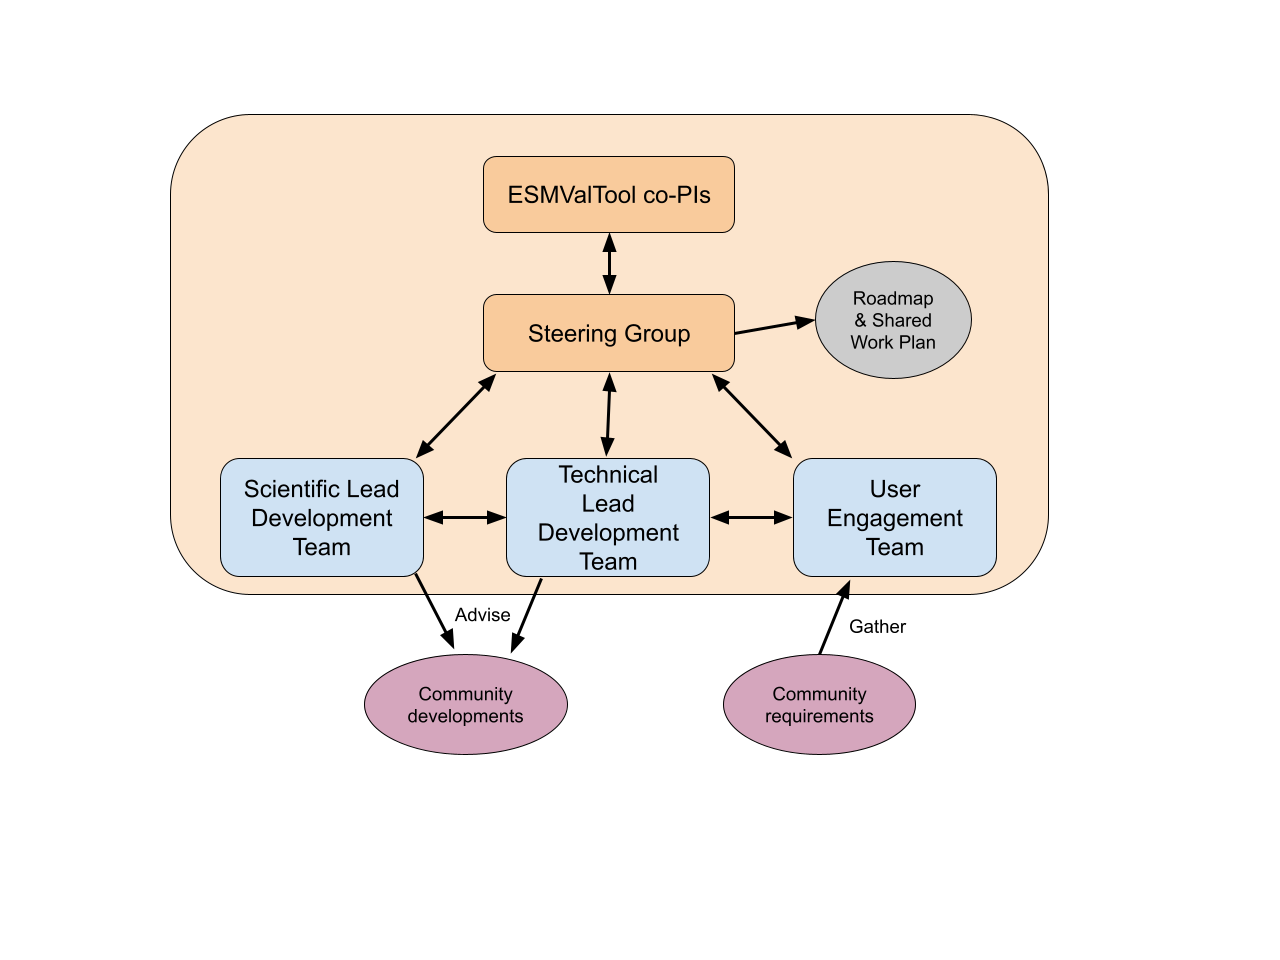 ESMValTool co-PIs
Steering Group
Roadmap
& Shared
Work Plan
Scientific Lead
Development
Team
Technical
Lead
Development
Team
User
Engagement
Team
Advise
Gather
Community
developments
Community
requirements